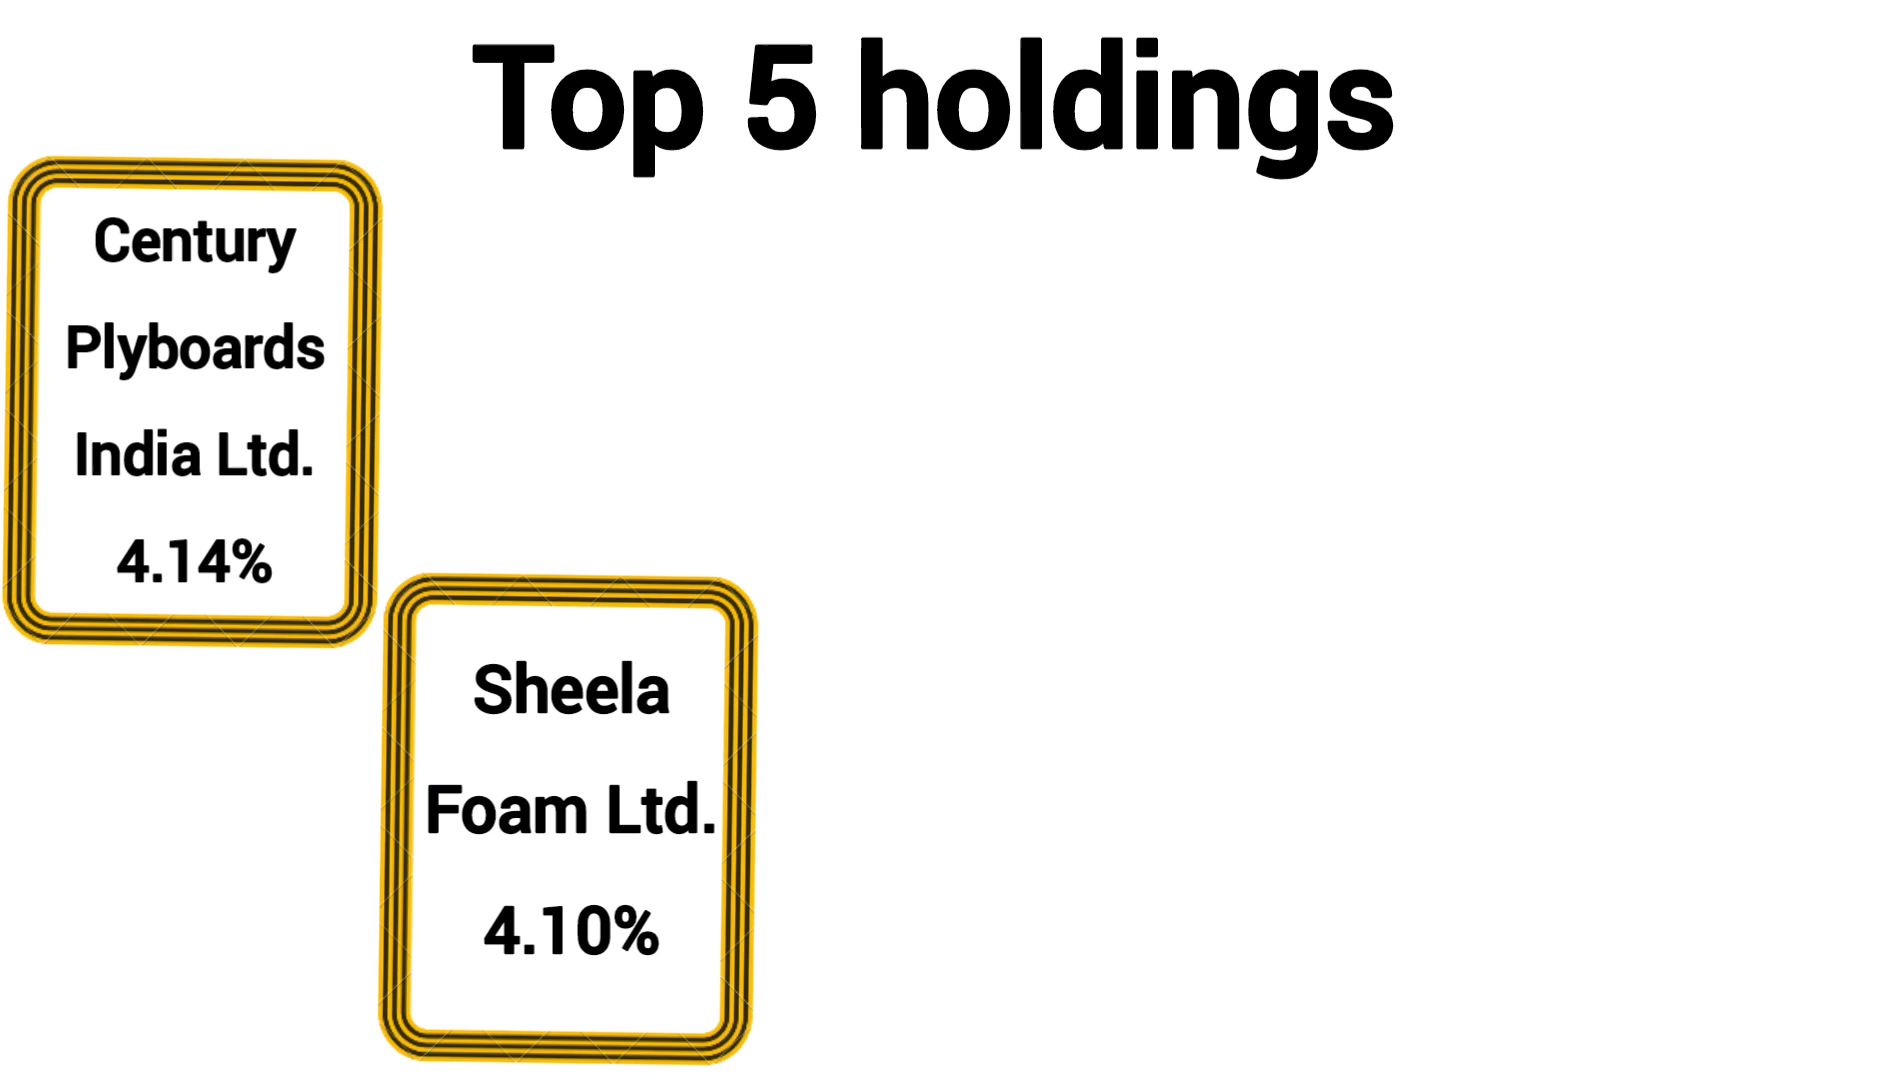 Top 5 holdings
Century
Plyboards
India Ltd.
4.14%
Sheela
Foam Ltd.
4.10%